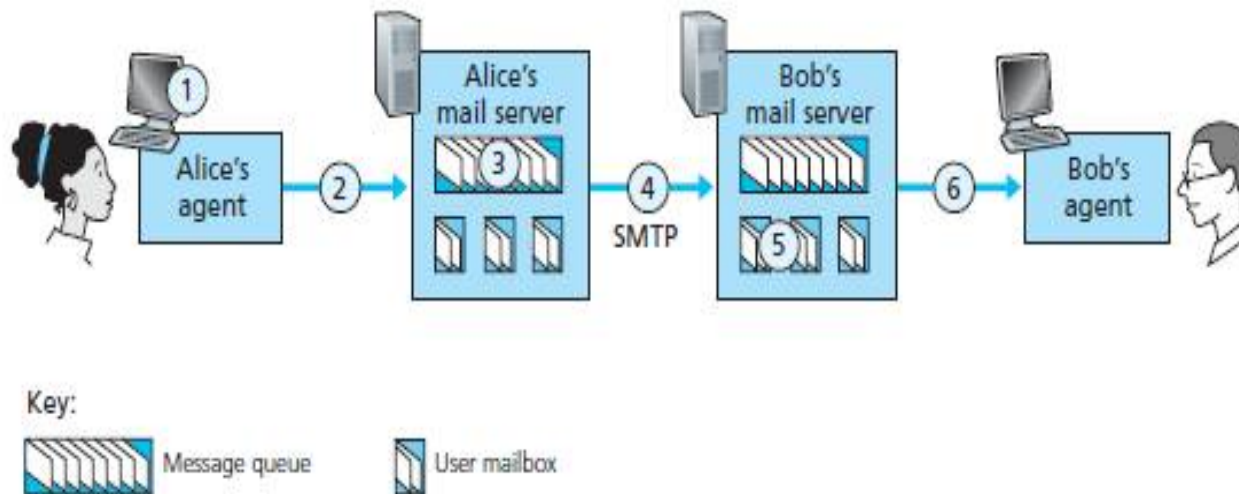 1
Alice's
agent
2
Alice's
mail server
3
4
SMTP
Bob's
mail server
5
6
Bob's
agent
Key:
Message queue
User mailbox